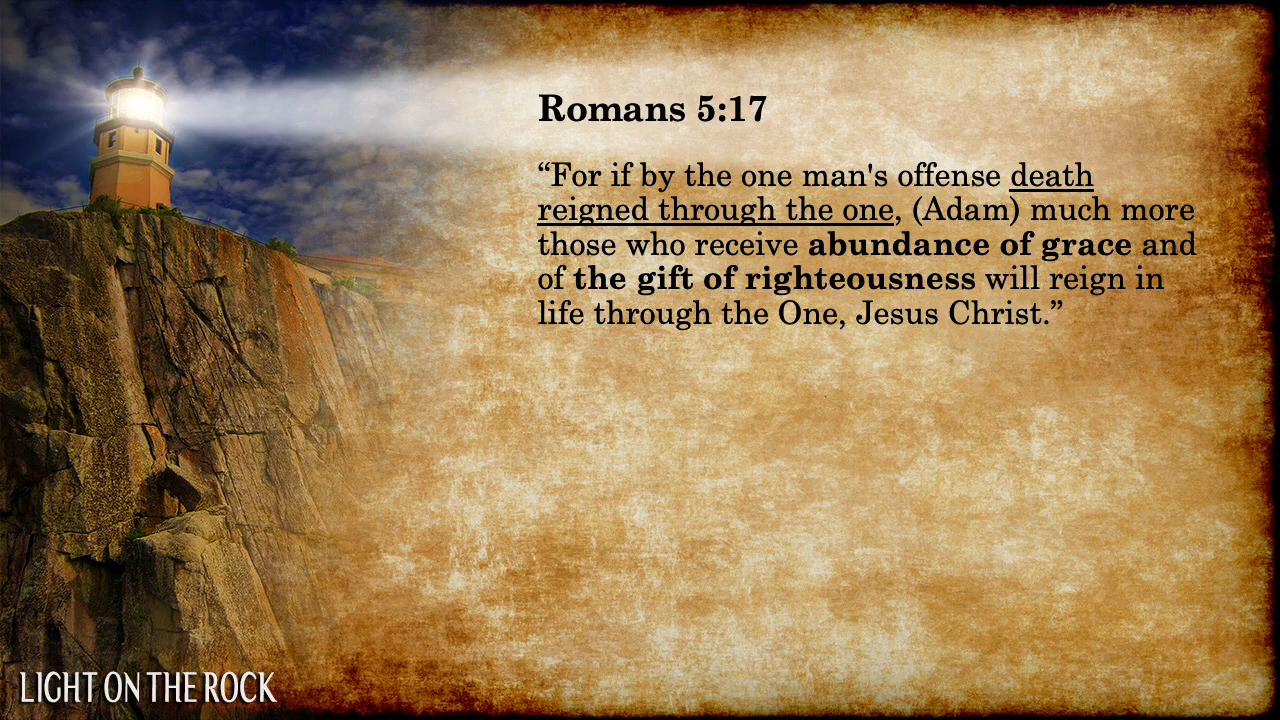 Romans 5:17
“For if by the one man's offense death
reigned through the one, (Adam) much more
those who receive abundance of grace and
of the gift of righteousness will reign in
life through the One, Jesus Christ.”
LIGHT ON THE ROCK